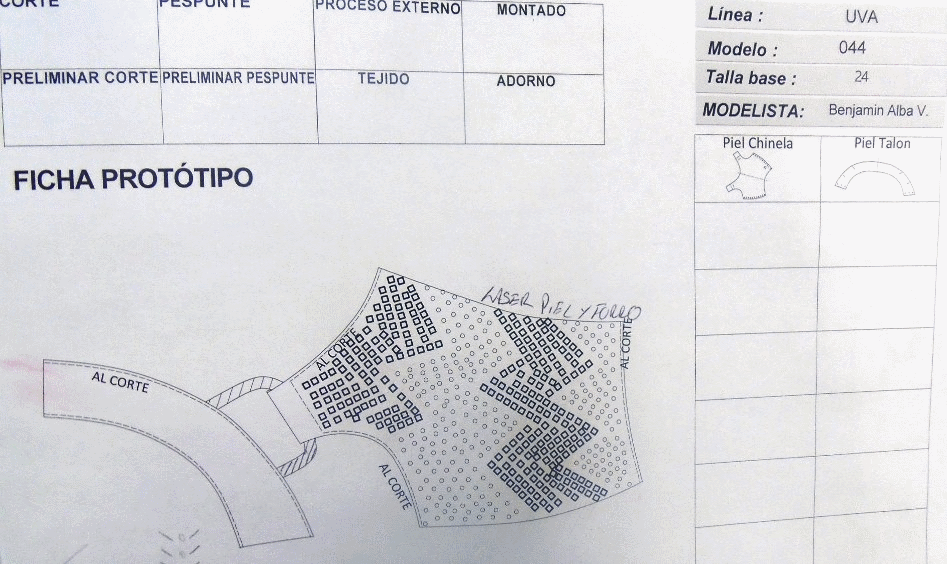 CORTE PESPUNTE PROCESO EXTERNO MONTADO
PRELIMINAR CORTE PRELIMINAR PESPUNTE TEJIDO ADORNO
Línea : UVA
Modelo : 044
Talla base : 24
MODELISTA: Benjamin Alba V.
Piel Chinela Piel Talon
FICHA PROTÓTIPO
LASER PIEL Y FORRO
AL CORTE
AL CORTE
AL CORTE
AL CORTE